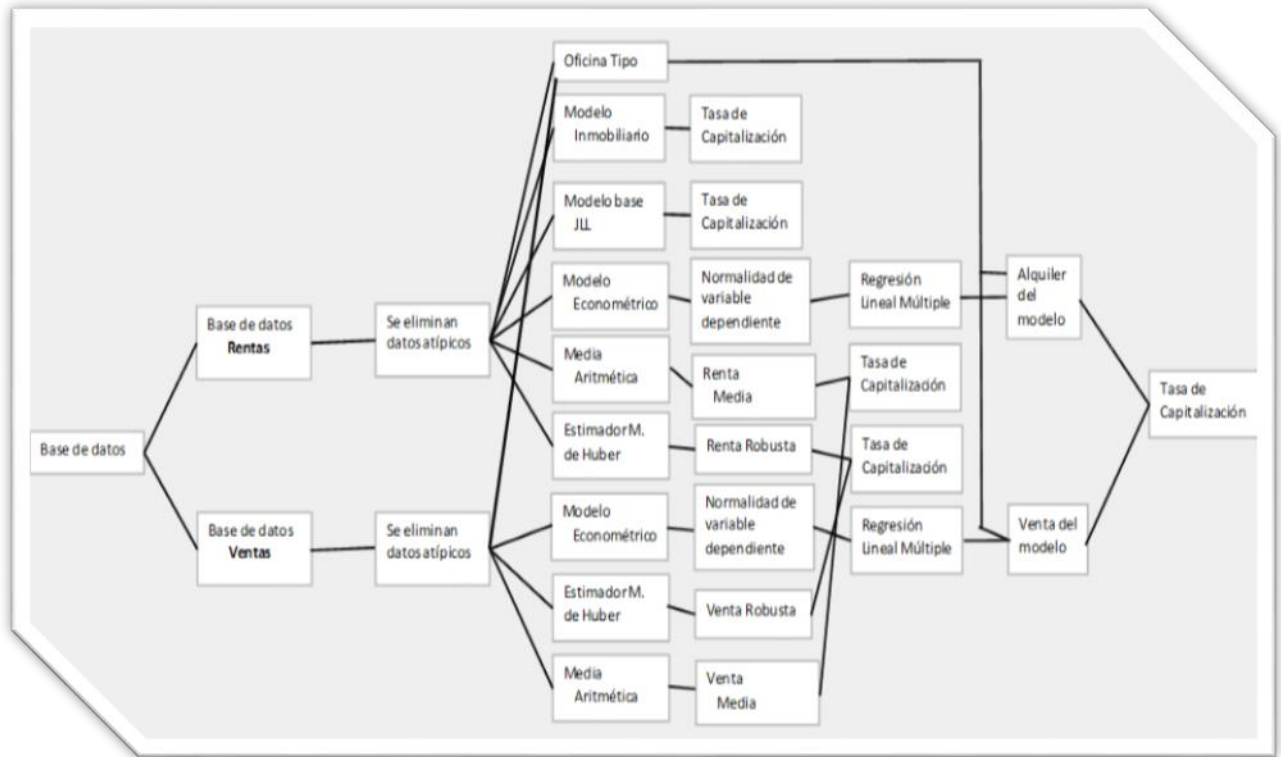 Oficina Tipo
Modelo
Inmobiliario
Tasa de
Capitalización
Modelo base
JLL
Tasa de
Capitalización
Modelo
Econométrico
Normalidad de
variable
dependiente
Regresión
Lineal Múltiple
Alquiler
del
modelo
Base de datos
Rentas
Se eliminan
datos atípicos
Media
Aritmética
Renta
Media
Tasa de
Capitalización
Tasa de
Capitalización
Base de datos
Estimador M.
de Huber
Renta Robusta
Tasa de
Capitalización
Base de datos
Ventas
Se eliminan
datos atípicos
Modelo
Econométrico
Normalidad de
variable
dependiente
Regresión
Lineal Múltiple
Venta del
modelo
Estimador M.
de Huber
Venta Robusta
Media
Aritmética
Venta
Media